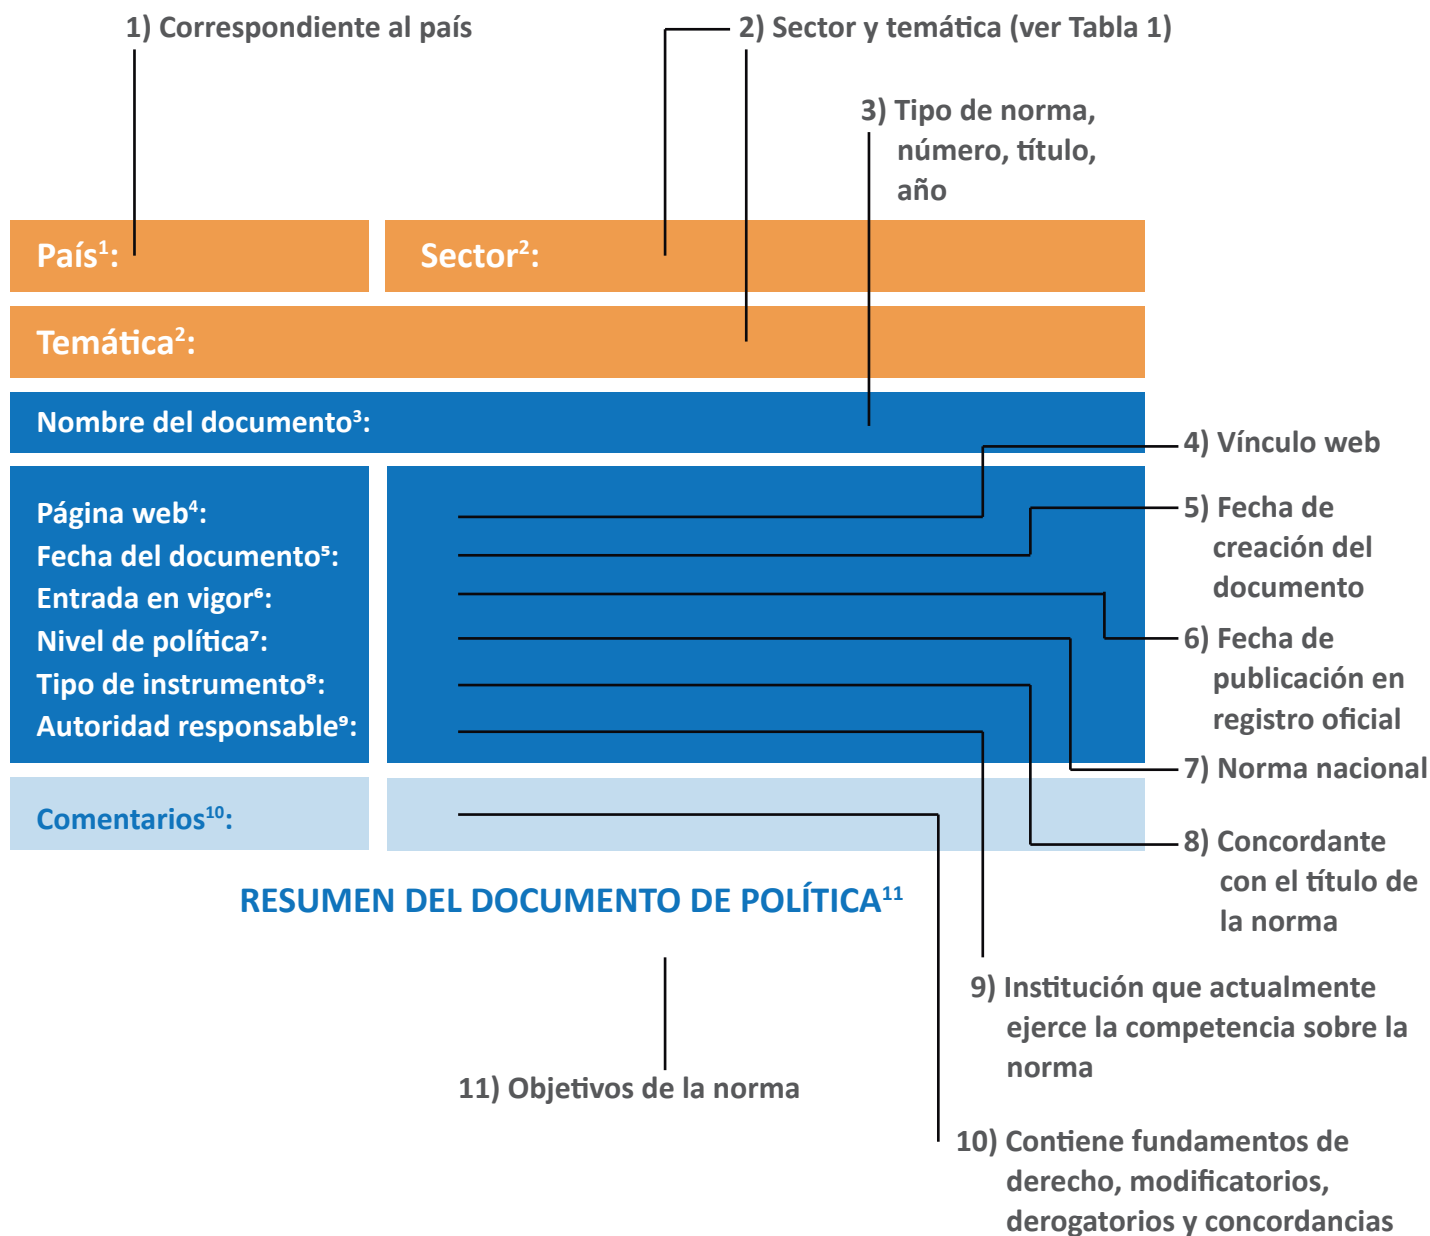 1) Correspondiente al país
2) Sector y temática (ver Tabla 1)
3) Tipo de norma,
número, título,
año
País¹:
Sector²:
Temática²:
Nombre del documento³:
4) Vínculo web
Página web⁴:
Fecha del documento⁵:
Entrada en vigor⁶:
Nivel de política⁷:
Tipo de instrumento⁸:
Autoridad responsable⁹:
5) Fecha de
creación del
documento
6) Fecha de
publicación en
registro oficial
7) Norma nacional
Comentarios¹⁰:
8) Concordante
con el título de
la norma
RESUMEN DEL DOCUMENTO DE POLÍTICA¹¹
9) Institución que actualmente
ejerce la competencia sobre la
norma
11) Objetivos de la norma
10) Contiene fundamentos de
derecho, modificatorios,
derogatorios y concordancias